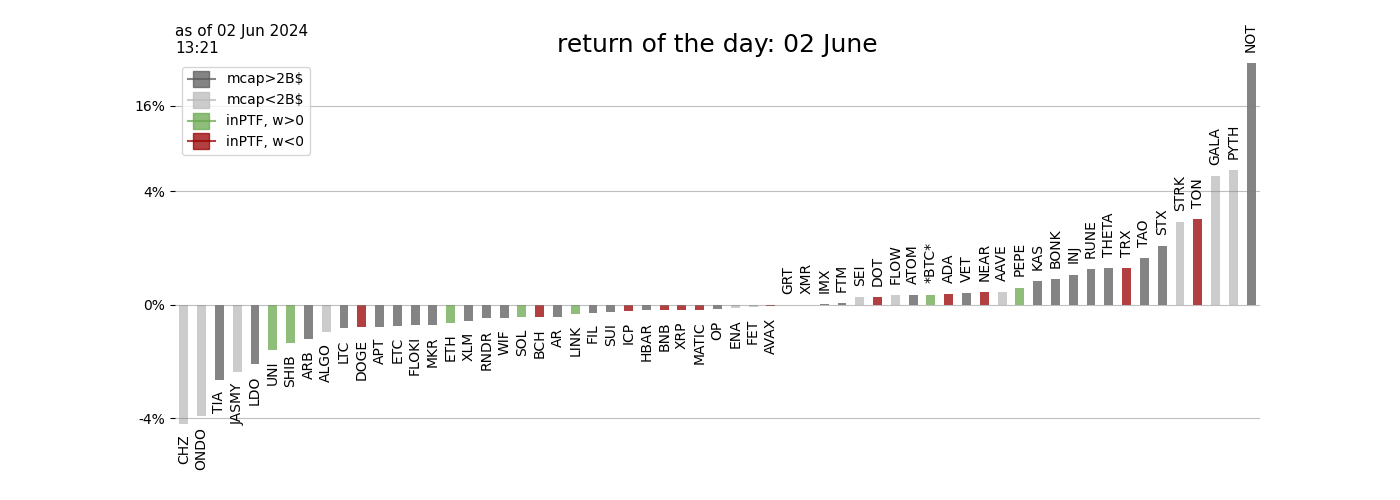 as of 02 Jun 2024
13:21
return of the day: 02 June
mcap>2B$
mcap<2B$
inPTF, w>0
inPTF, w<0
16%
4%
0%
-4%
CHZ
ONDO
TIA
JASMY
LDO
UNI
SHIB
ARB
ALGO
LTC
DOGE
APT
ETC
FLOKI
MKR
ETH
XLM
RNDR
WIF
SOL
BCH
AR
LINK
FIL
SUI
ICP
HBAR
BNB
XRP
MATIC
OP
ENA
FET
AVAX
GRT
XMR
IMX
FTM
SEI
DOT
FLOW
ATOM
*BTC*
ADA
VET
NEAR
AAVE
PEPE
KAS
BONK
INJ
RUNE
THETA
TRX
TAO
STX
STRK
TON
GALA
PYTH
NOT